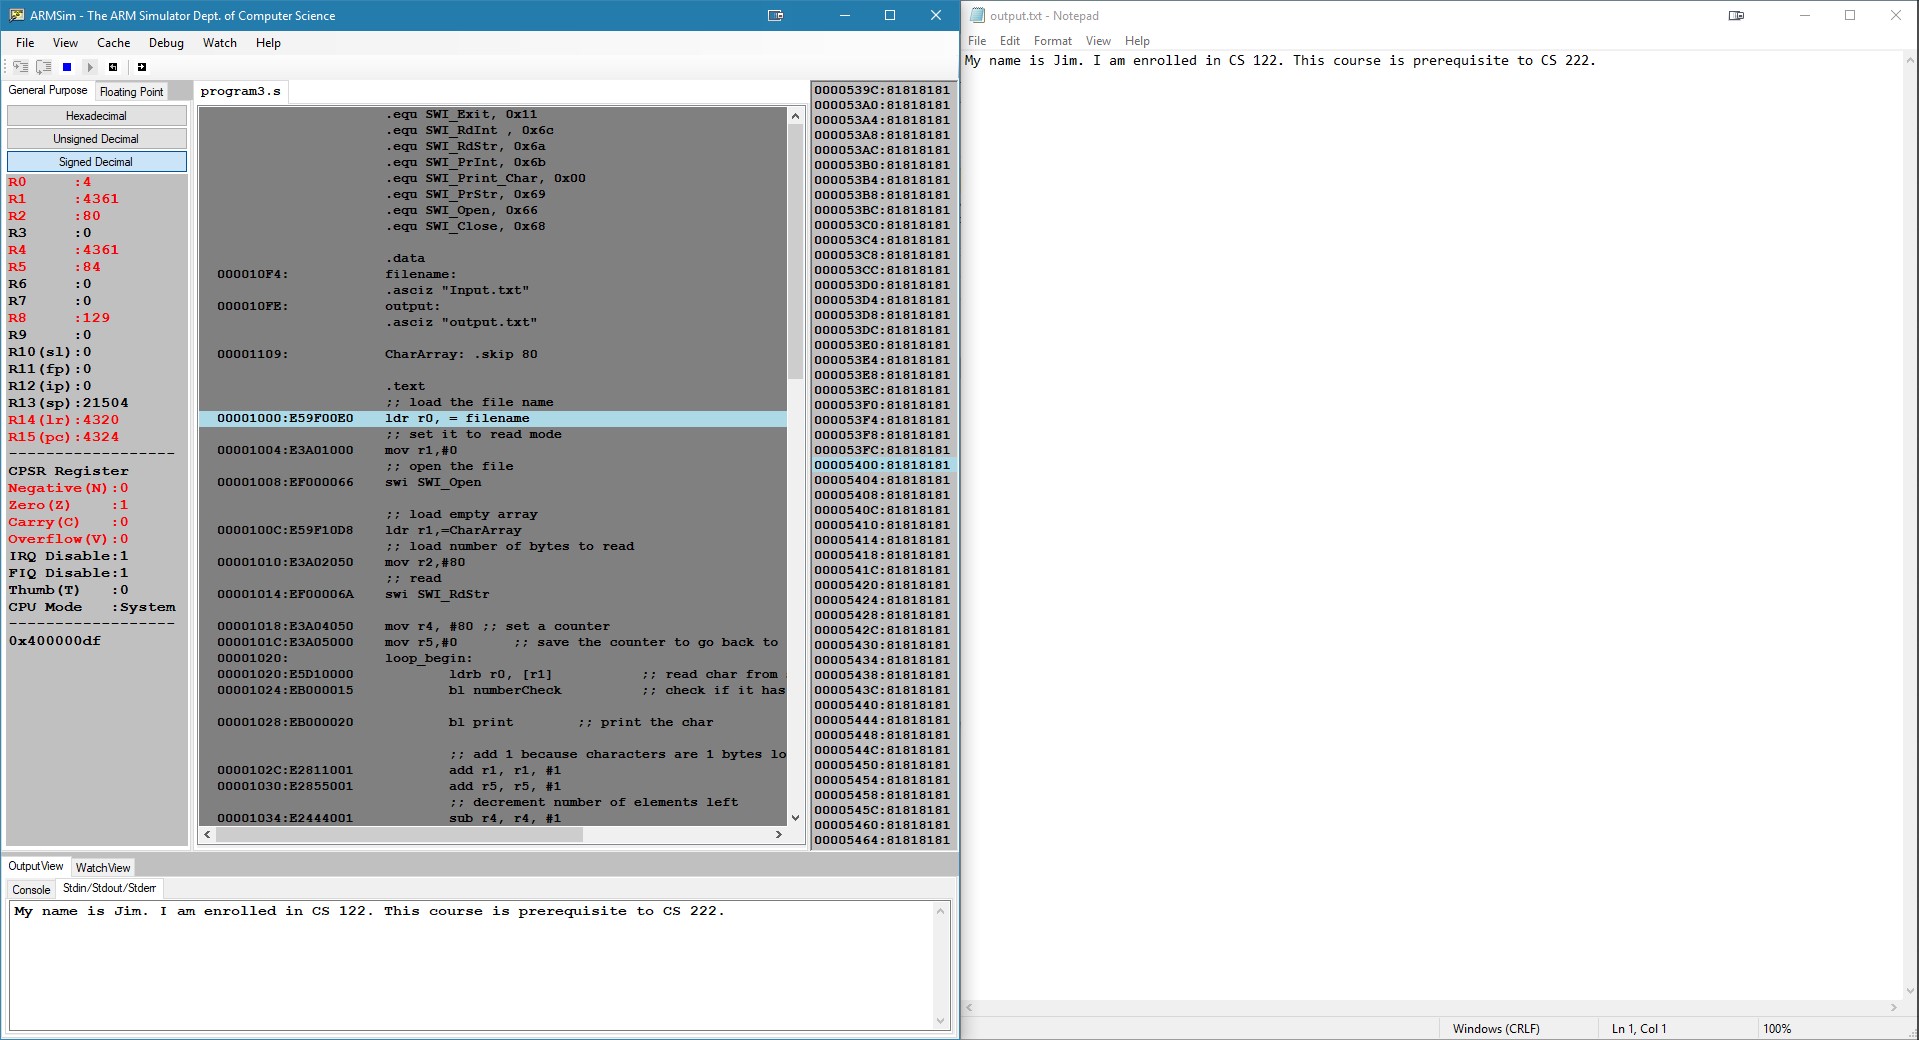 ARMSim - The ARM Simulator Dept. of Computer Science
File View Cache Debug Watch Help
General Purpose Floating Point
Hexadecimal
Unsigned Decimal
Signed Decimal
R0 :4
R1 :4361
R2 :80
R3 :0
R4 :4361
R5 :84
R6 :0
R7 :0
R8 :129
R9 :0
R10(sl):0
R11(fp):0
R12(ip):0
R13(sp):21504
R14(lr):4320
R15(pc):4324
------------------
CPSR Register
Negative(N):0
Zero(Z) :1
Carry(C) :0
Overflow(V):0
IRQ Disable:1
FIQ Disable:1
Thumb(T) :0
CPU Mode :System
------------------
0x400000df
program3.s
.equ SWI_Exit, 0x11
.equ SWI_RdInt , 0x6c
.equ SWI_RdStr, 0x6a
.equ SWI_PrInt, 0x6b
.equ SWI_Print_Char, 0x00
.equ SWI_PrStr, 0x69
.equ SWI_Open, 0x66
.equ SWI_Close, 0x68
.data
000010F4: filename:
.asciz "Input.txt"
000010FE: output:
.asciz "output.txt"
00001109: CharArray: .skip 80
.text
;; load the file name
00001000:E59F00E0 ldr r0, = filename
;; set it to read mode
00001004:E3A01000 mov r1,#0
;; open the file
00001008:EF000066 swi SWI_Open
;; load empty array
0000100C:E59F10D8 ldr r1,=CharArray
;; load number of bytes to read
00001010:E3A02050 mov r2,#80
;; read
00001014:EF00006A swi SWI_RdStr
00001018:E3A04050 mov r4, #80 ;; set a counter
0000101C:E3A05000 mov r5,#0 ;; save the counter to go back to
00001020: loop_begin:
00001020:E5D10000 ldrb r0, [r1] ;; read char from
00001024:EB000015 bl numberCheck ;; check if it has
00001028:EB000020 bl print ;; print the char
;; add 1 because characters are 1 bytes lo
0000102C:E2811001 add r1, r1, #1
00001030:E2855001 add r5, r5, #1
;; decrement number of elements left
00001034:E2444001 sub r4, r4, #1
0000539C:81818181
000053A0:81818181
000053A4:81818181
000053A8:81818181
000053AC:81818181
000053B0:81818181
000053B4:81818181
000053B8:81818181
000053BC:81818181
000053C0:81818181
000053C4:81818181
000053C8:81818181
000053CC:81818181
000053D0:81818181
000053D4:81818181
000053D8:81818181
000053DC:81818181
000053E0:81818181
000053E4:81818181
000053E8:81818181
000053EC:81818181
000053F0:81818181
000053F4:81818181
000053F8:81818181
000053FC:81818181
00005400:81818181
00005404:81818181
00005408:81818181
0000540C:81818181
00005410:81818181
00005414:81818181
00005418:81818181
0000541C:81818181
00005420:81818181
00005424:81818181
00005428:81818181
0000542C:81818181
00005430:81818181
00005434:81818181
00005438:81818181
0000543C:81818181
00005440:81818181
00005444:81818181
00005448:81818181
0000544C:81818181
00005450:81818181
00005454:81818181
00005458:81818181
0000545C:81818181
00005460:81818181
00005464:81818181
OutputView WatchView
Console Stdin/Stdout/Stderr
My name is Jim. I am enrolled in CS 122. This course is prerequisite to CS 222.
output.txt - Notepad
File Edit Format View Help
My name is Jim. I am enrolled in CS 122. This course is prerequisite to CS 222.
Windows (CRLF) Ln 1, Col 1 100%